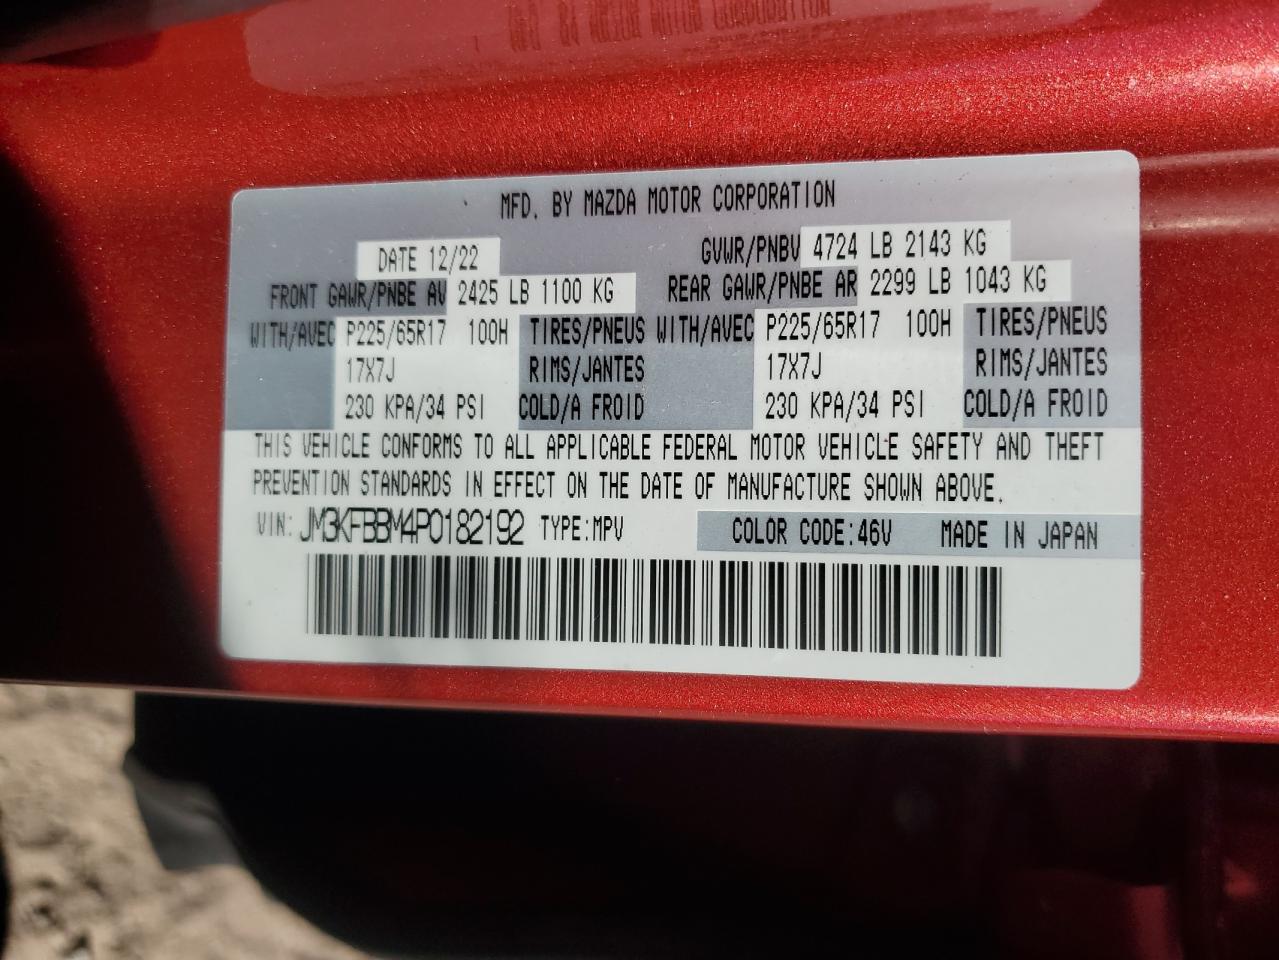 MFD. BY MAZDA MOTOR CORPORATION
DATE 12/22 GVWR/PNBV 4724 LB 2143 KG
FRONT GAWR/PNBE AV 2425 LB 1100 KG REAR GAWR/PNBE AR 2299 LB 1043 KG
WITH/AVEC P225/65R17 100H TIRES/PNEUS WITH/AVEC P225/65R17 100H TIRES/PNEUS
17X7J RIMS/JANTES 17X7J RIMS/JANTES
230 KPA/34 PSI COLD/A FROID 230 KPA/34 PSI COLD/A FROID
THIS VEHICLE CONFORMS TO ALL APPLICABLE FEDERAL MOTOR VEHICLE SAFETY AND THEFT
PREVENTION STANDARDS IN EFFECT ON THE DATE OF MANUFACTURE SHOWN ABOVE.
VIN: JM3KFBBM4P0182192 TYPE:MPV COLOR CODE:46V MADE IN JAPAN